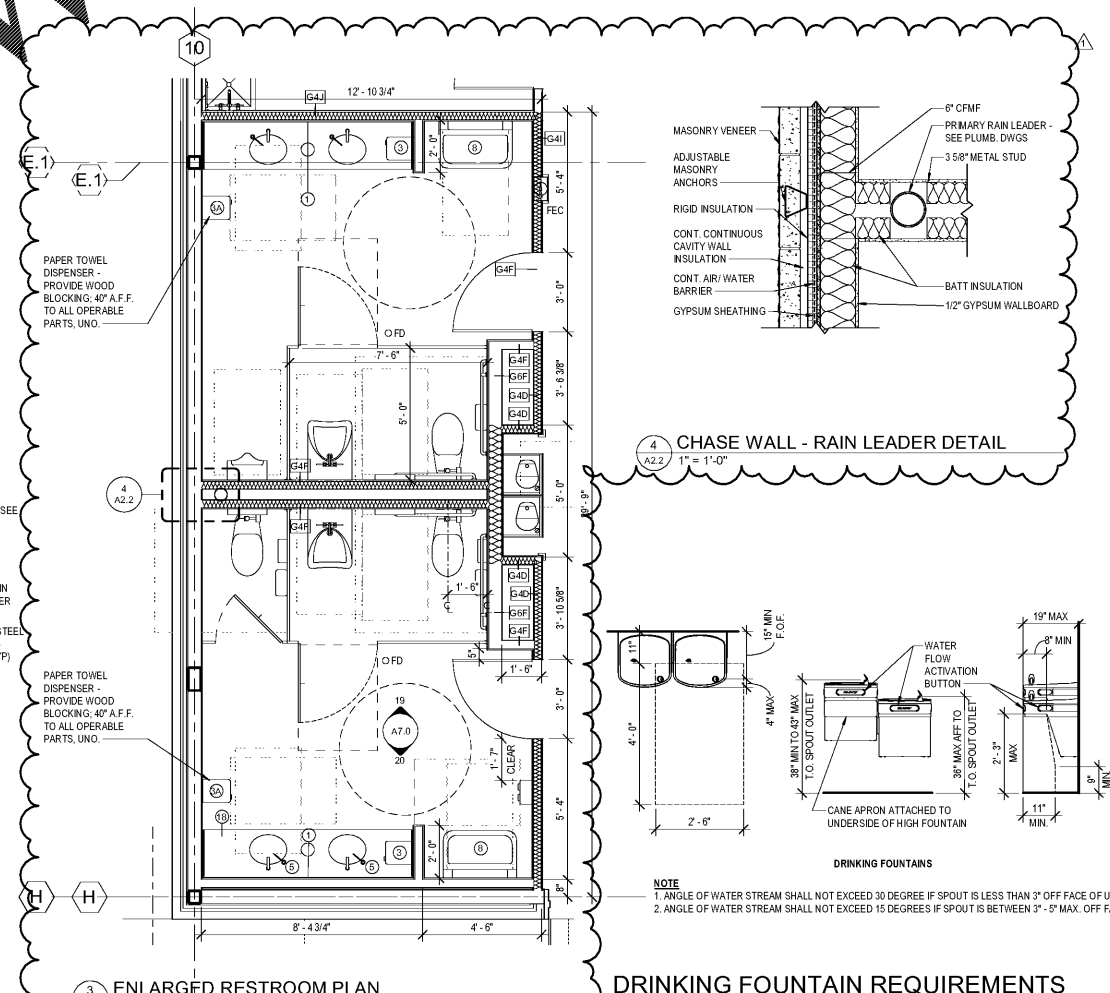 10
1
12' - 10 3/4"
G4J
G4I
2' - 0"
5' - 4"
3
8
1
3A
FEC
E.1
E.1
PAPER TOWEL
DISPENSER -
PROVIDE WOOD
BLOCKING; 40" A.F.F.
TO ALL OPERABLE
PARTS, UNO.
G4F
3' - 0"
FD
7' - 6"
5' - 0"
G4F
G6F
G4D
G4D
3' - 6 3/8"
G4F
4
A2.2
5' - 0"
G4F
1' - 6"
G4D
G4D
G6F
G4F
3' - 10 5/8"
5"
1' - 6"
FD
3' - 0"
PAPER TOWEL
DISPENSER -
PROVIDE WOOD
BLOCKING; 40" A.F.F.
TO ALL OPERABLE
PARTS, UNO.
19
A7.0
20
1' - 7"
CLEAR
5' - 4"
3A
18
1
5
5
3
2' - 0"
8
8"
H
H
8' - 4 3/4"
4' - 6"
3
ENLARGED RESTROOM PLAN
SEE
STEEL
MASONRY VENEER
ADJUSTABLE
MASONRY
ANCHORS
RIGID INSULATION
CONT. CONTINUOUS
CAVITY WALL
INSULATION
CONT. AIR/ WATER
BARRIER
GYPSUM SHEATHING
6" CFMF
PRIMARY RAIN LEADER -
SEE PLUMB. DWGS
3 5/8" METAL STUD
BATT INSULATION
1/2" GYPSUM WALLBOARD
4
A2.2
CHASE WALL - RAIN LEADER DETAIL
1" = 1'-0"
11"
15" MIN
F.O.F.
4" MAX
4' - 0"
2' - 6"
38" MIN TO 43" MAX
T.O. SPOUT OUTLET
WATER
FLOW
ACTIVATION
BUTTON
36" MAX AFF TO
T.O. SPOUT OUTLET
CANE APRON ATTACHED TO
UNDERSIDE OF HIGH FOUNTAIN
19" MAX
8" MIN
2' - 3"
MAX
9"
MIN.
11"
MIN.
DRINKING FOUNTAINS
NOTE
1. ANGLE OF WATER STREAM SHALL NOT EXCEED 30 DEGREE IF SPOUT IS LESS THAN 3" OFF FACE OF U
2. ANGLE OF WATER STREAM SHALL NOT EXCEED 15 DEGREES IF SPOUT IS BETWEEN 3" - 5" MAX. OFF F
DRINKING FOUNTAIN REQUIREMENTS